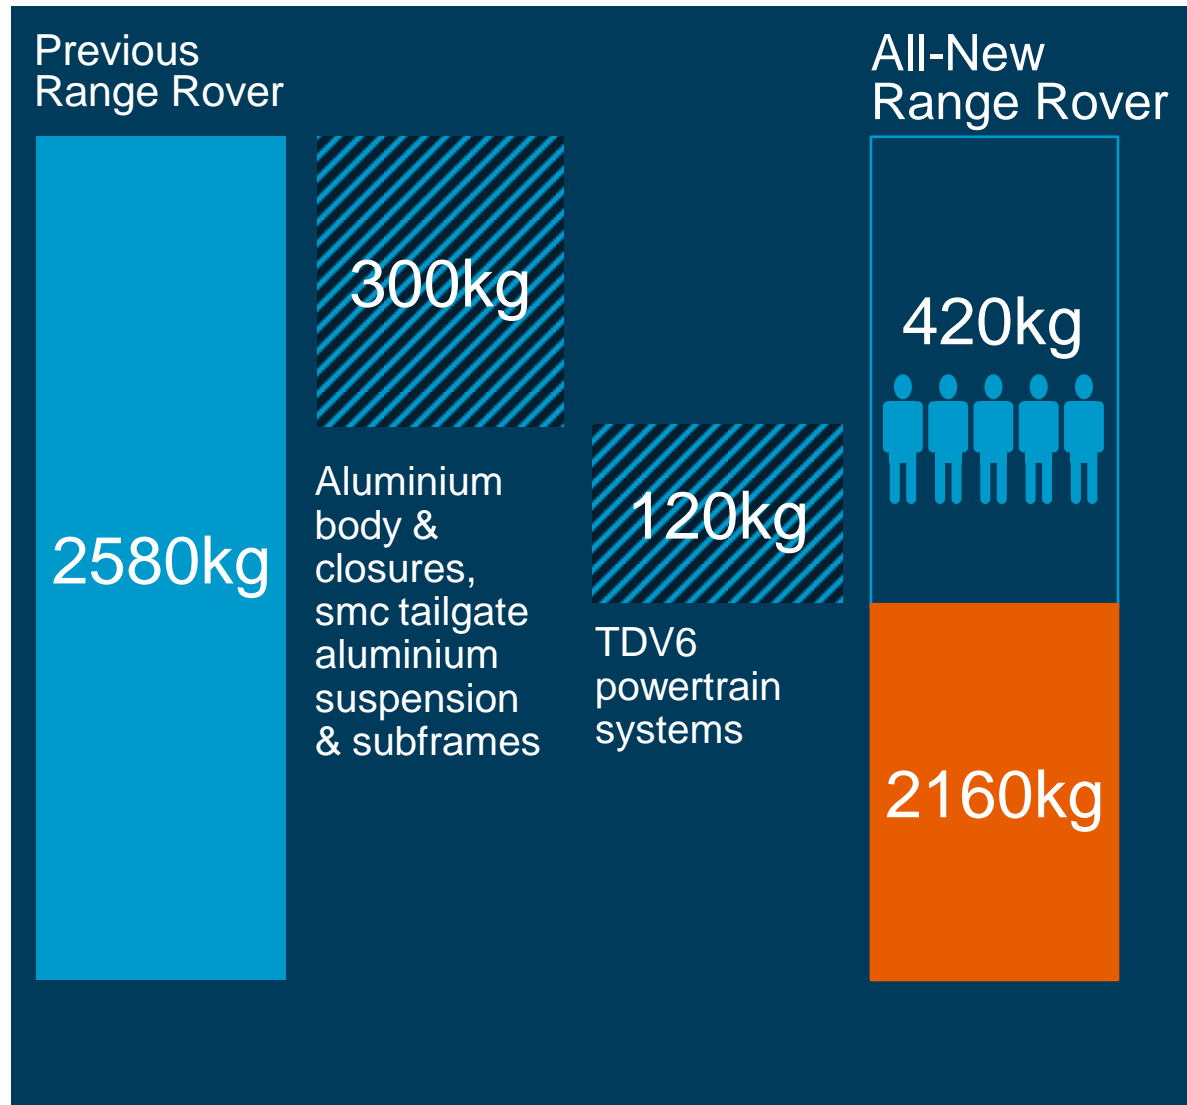 Previous
Range Rover
All-New
Range Rover
300kg
420kg
2580kg
Aluminium
body &
closures,
smc tailgate
aluminium
suspension
& subframes
120kg
TDV6
powertrain
systems
2160kg